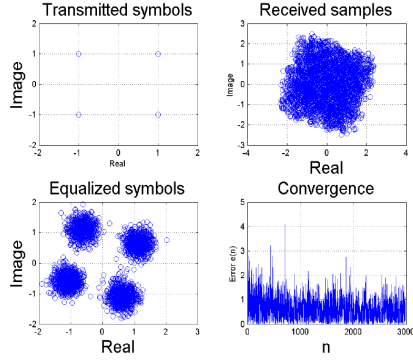 Transmitted symbols
2
1
0
-1
-2
-2 -1 0 1 2
Image
Real
Received samples
3
2
1
0
-1
-2
-3
-4 -2 0 2 4
Image
Real
Equalized symbols
2
1
0
-1
-2
-2 -1 0 1 2 3
Image
Real
Convergence
5
4
3
2
1
0
0 1000 2000 3000
Error e(n)
n